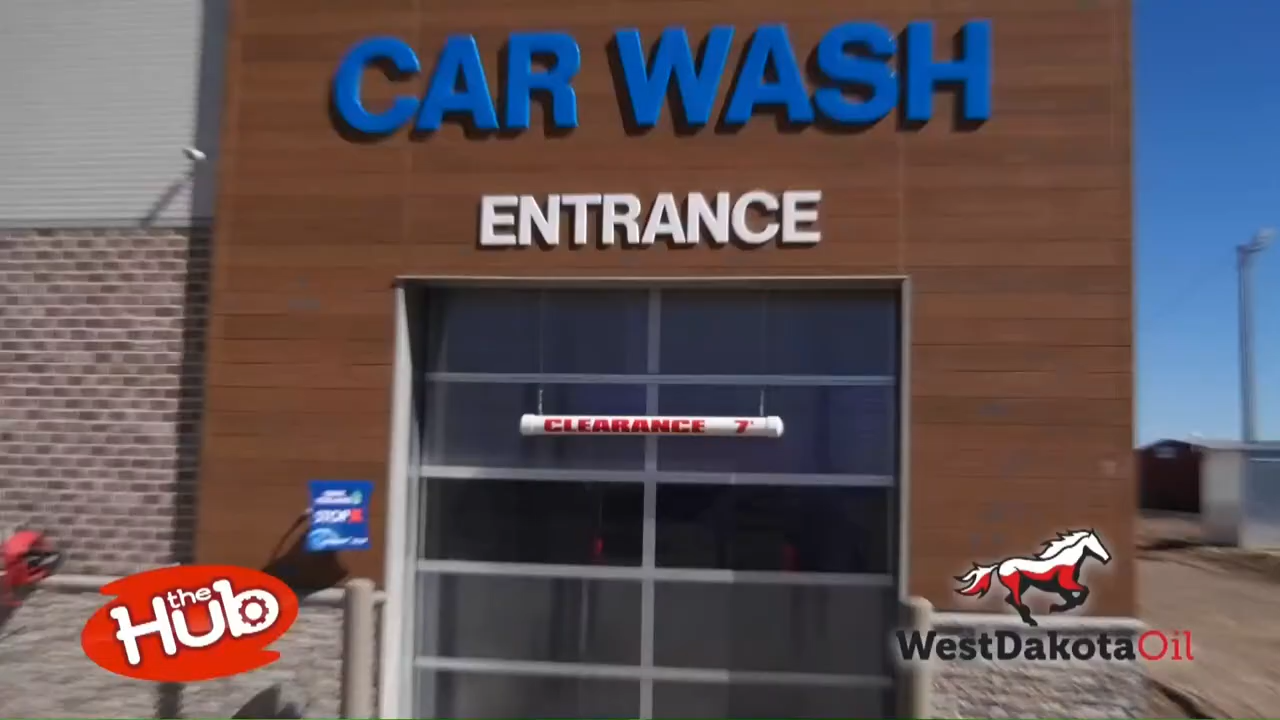 CAR WASH
ENTRANCE
CLEARANCE 7'
STOP
the
HUB
WestDakotaOil